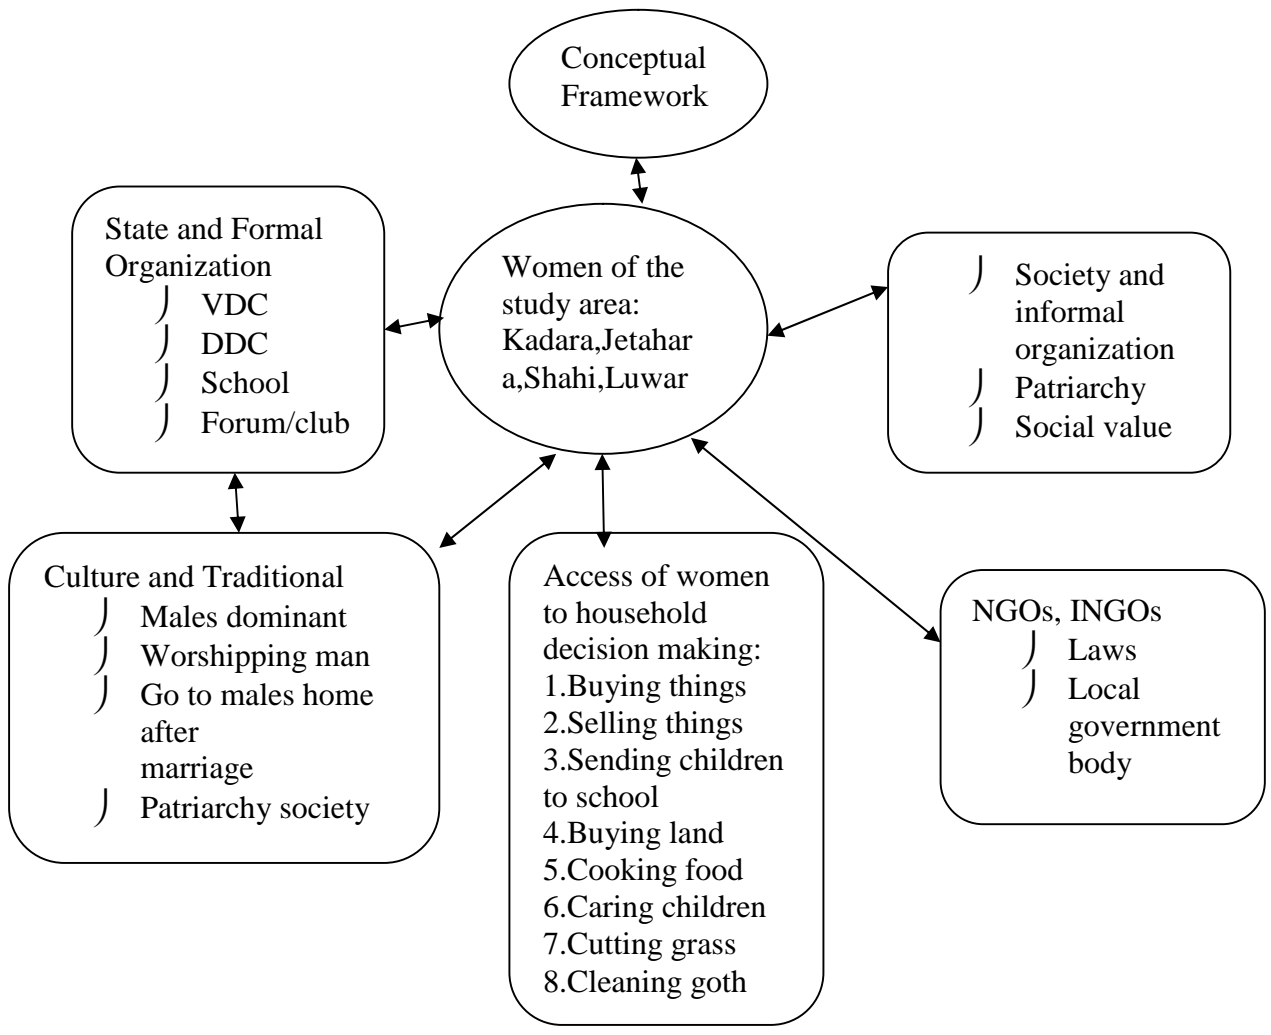 Conceptual
Framework
State and Formal
Organization
VDC
DDC
School
Forum/club
Women of the
study area:
Kadara,Jetahar
a,Shahi,Luwar
Society and
informal
organization
Patriarchy
Social value
Culture and Traditional
Males dominant
Worshipping man
Go to males home
after
marriage
Patriarchy society
Access of women
to household
decision making:
1.Buying things
2.Selling things
3.Sending children
to school
4.Buying land
5.Cooking food
6.Caring children
7.Cutting grass
8.Cleaning goth
NGOs, INGOs
Laws
Local
government
body